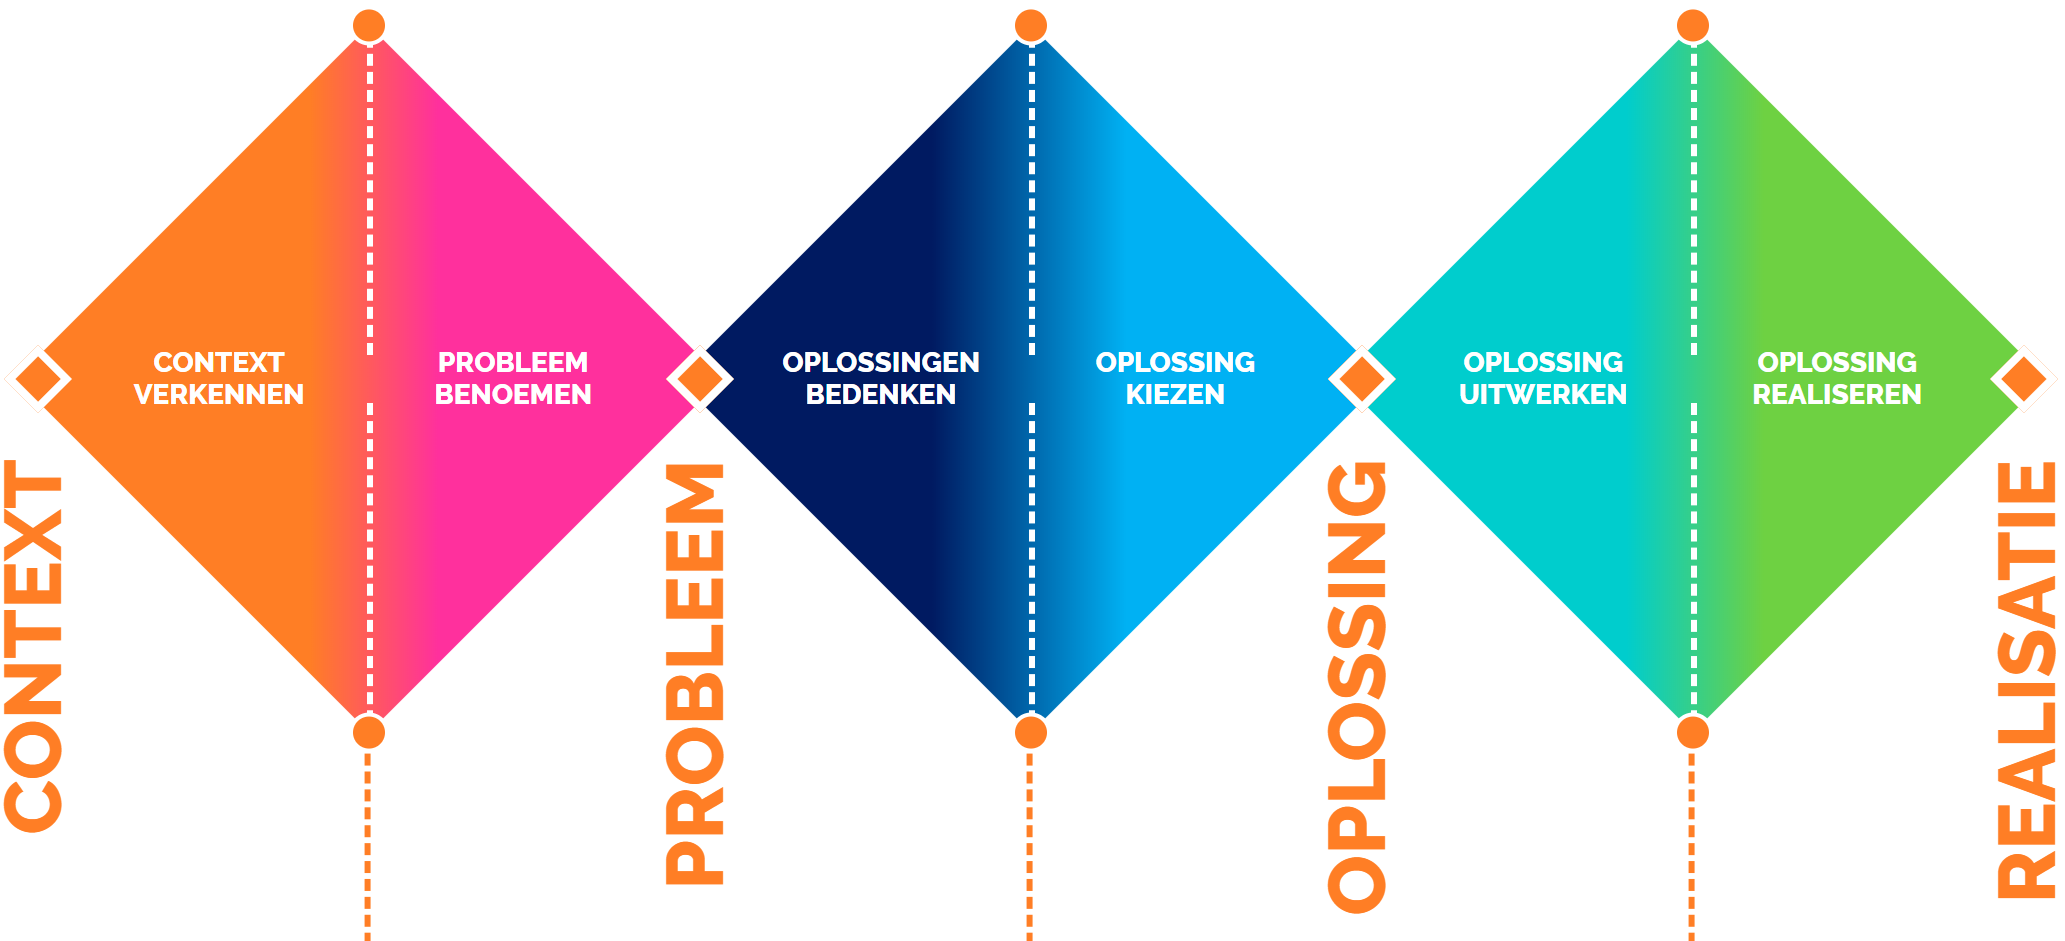 CONTEXT
VERKENNEN
PROBLEEM
BENOEMEN
OPLOSSINGEN
BEDENKEN
OPLOSSING
KIEZEN
OPLOSSING
UITWERKEN
OPLOSSING
REALISEREN
CONTEXT
PROBLEEM
OPLOSSING
REALISATIE